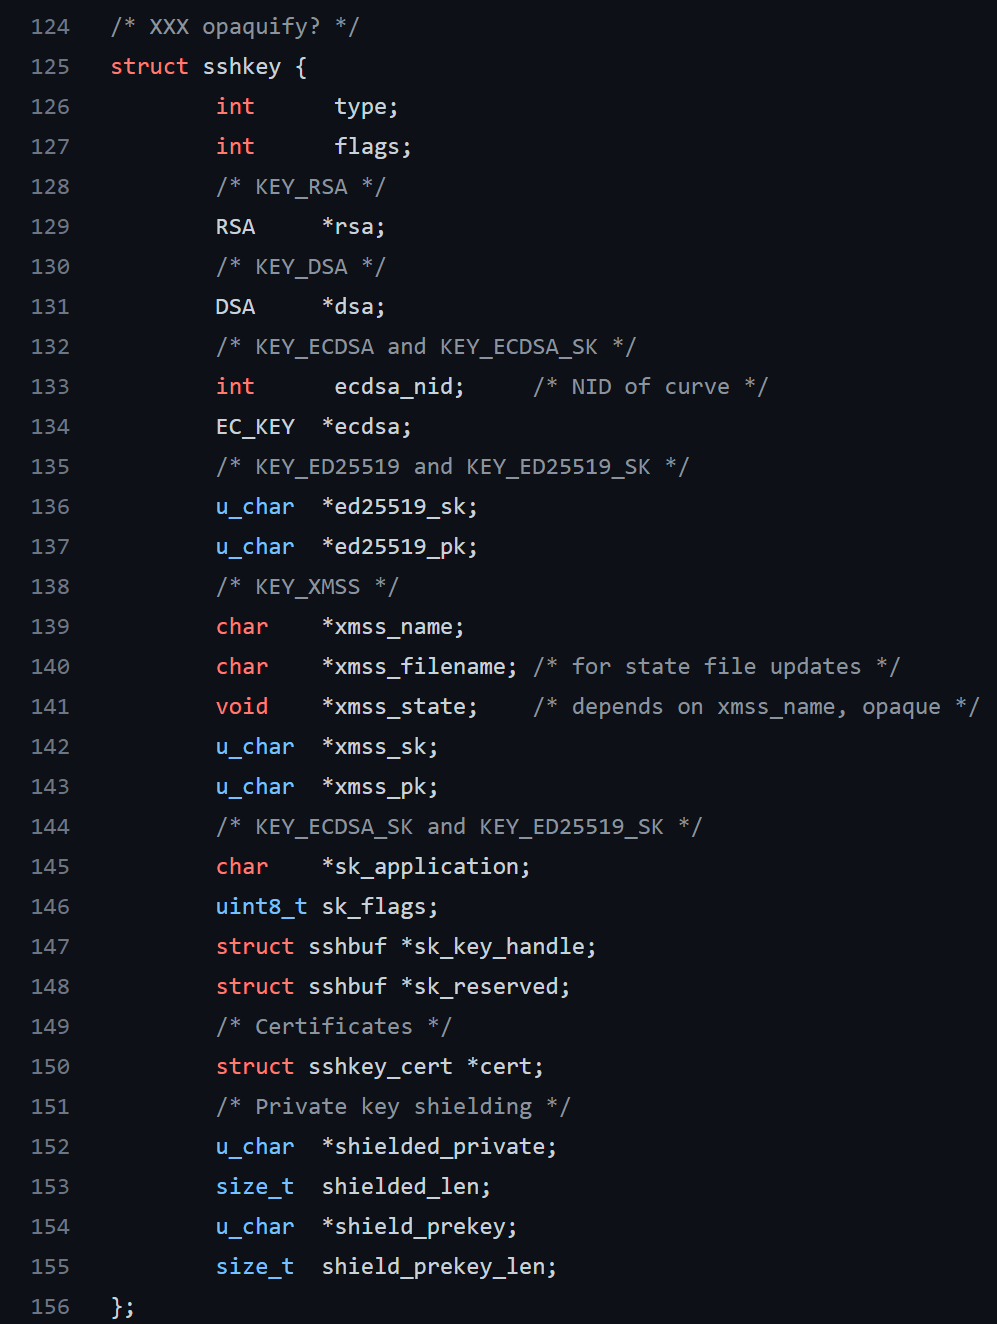 124 /* XXX opaquify? */
125 struct sshkey {
126 int type;
127 int flags;
128 /* KEY_RSA */
129 RSA *rsa;
130 /* KEY_DSA */
131 DSA *dsa;
132 /* KEY_ECDSA and KEY_ECDSA_SK */
133 int ecdsa_nid; /* NID of curve */
134 EC_KEY *ecdsa;
135 /* KEY_ED25519 and KEY_ED25519_SK */
136 u_char *ed25519_sk;
137 u_char *ed25519_pk;
138 /* KEY_XMSS */
139 char *xmss_name;
140 char *xmss_filename; /* for state file updates */
141 void *xmss_state; /* depends on xmss_name, opaque */
142 u_char *xmss_sk;
143 u_char *xmss_pk;
144 /* KEY_ECDSA_SK and KEY_ED25519_SK */
145 char *sk_application;
146 uint8_t sk_flags;
147 struct sshbuf *sk_key_handle;
148 struct sshbuf *sk_reserved;
149 /* Certificates */
150 struct sshkey_cert *cert;
151 /* Private key shielding */
152 u_char *shielded_private;
153 size_t shielded_len;
154 u_char *shield_prekey;
155 size_t shield_prekey_len;
156 };